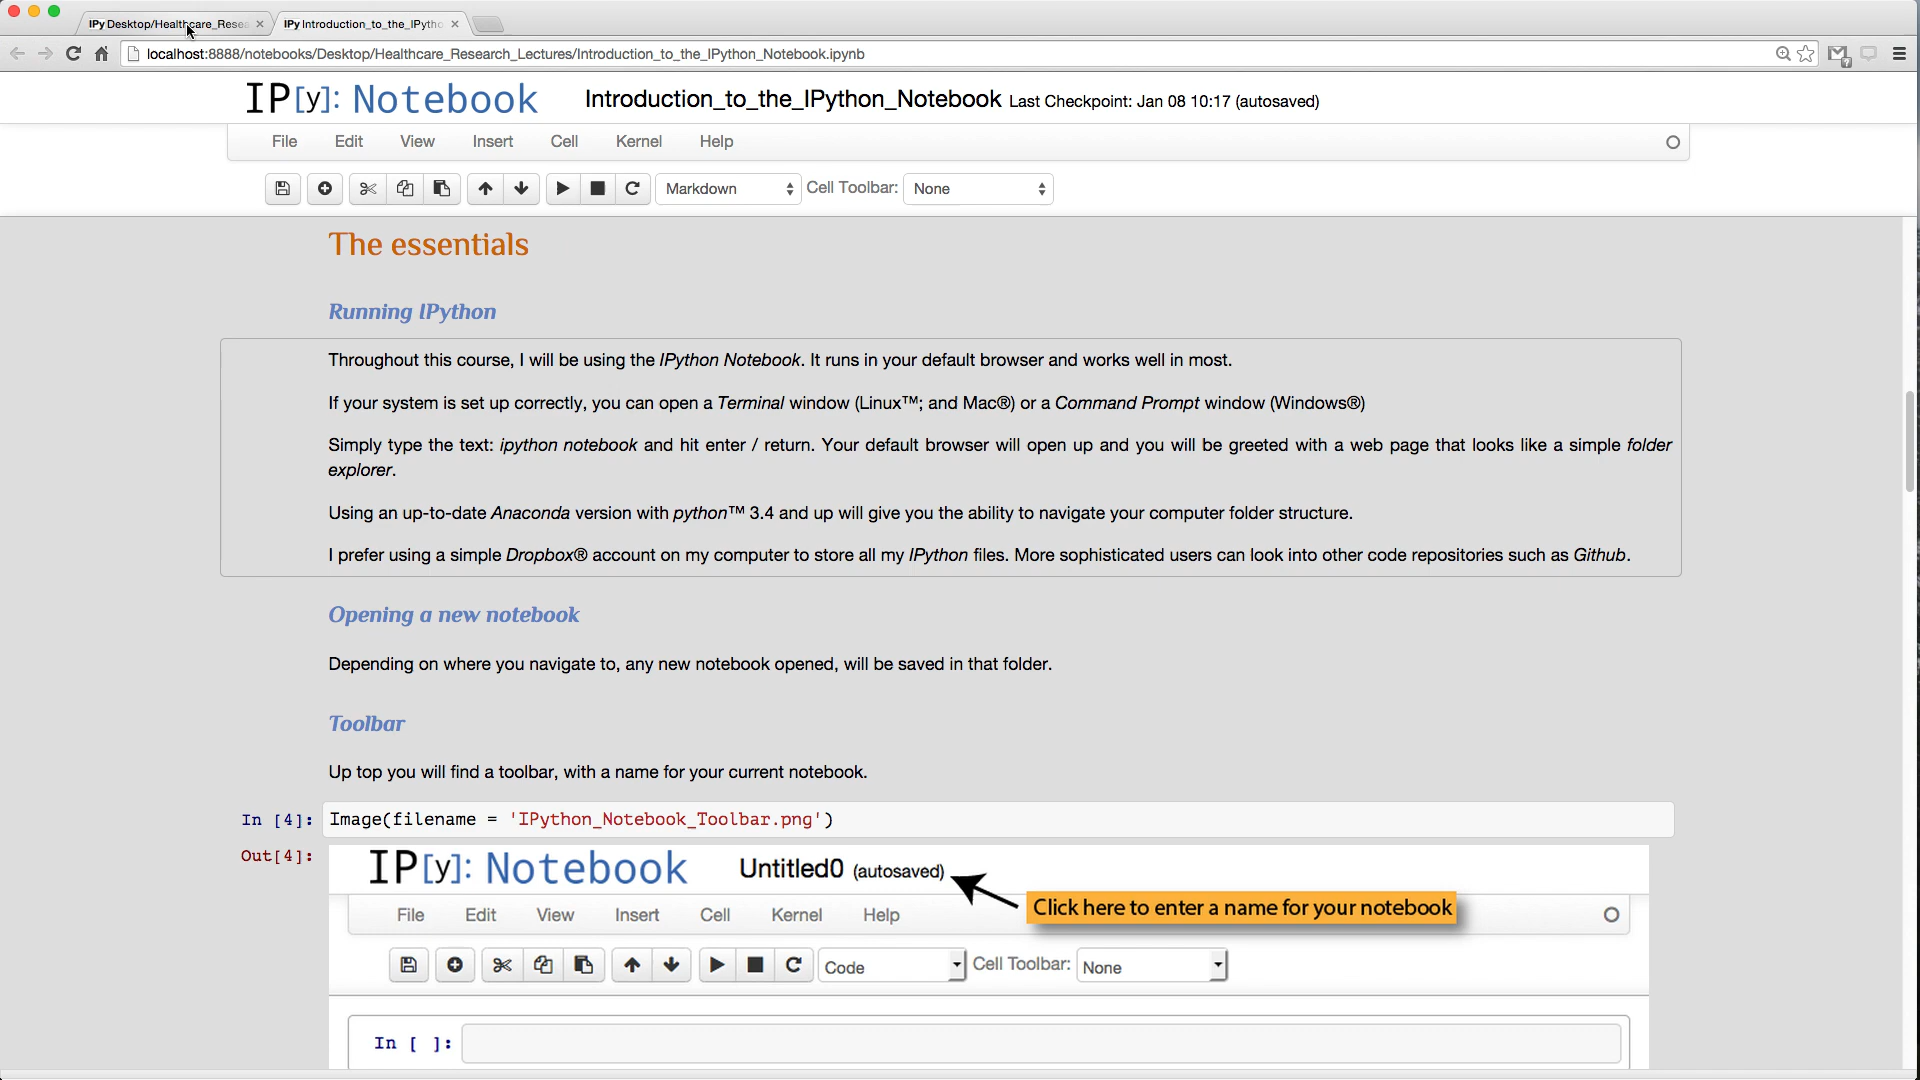 IPy Desktop/Healthcare_Resea
IPy Introduction_to_the_IPytho
localhost:8888/notebooks/Desktop/Healthcare_Research_Lectures/Introduction_to_the_IPython_Notebook.ipynb
IP[y]: Notebook Introduction_to_the_IPython_Notebook Last Checkpoint: Jan 08 10:17 (autosaved)
File Edit View Insert Cell Kernel Help
Markdown Cell Toolbar: None
The essentials
Running IPython
Throughout this course, I will be using the IPython Notebook. It runs in your default browser and works well in most.
If your system is set up correctly, you can open a Terminal window (Linux™; and Mac®) or a Command Prompt window (Windows®)
Simply type the text: ipython notebook and hit enter / return. Your default browser will open up and you will be greeted with a web page that looks like a simple folder
explorer.
Using an up-to-date Anaconda version with python™ 3.4 and up will give you the ability to navigate your computer folder structure.
I prefer using a simple Dropbox® account on my computer to store all my IPython files. More sophisticated users can look into other code repositories such as Github.
Opening a new notebook
Depending on where you navigate to, any new notebook opened, will be saved in that folder.
Toolbar
Up top you will find a toolbar, with a name for your current notebook.
In [4]: Image(filename = 'IPython_Notebook_Toolbar.png')
Out[4]:
IP[y]: Notebook Untitled0 (autosaved)
Click here to enter a name for your notebook
File Edit View Insert Cell Kernel Help
Code Cell Toolbar: None
In [ ]: